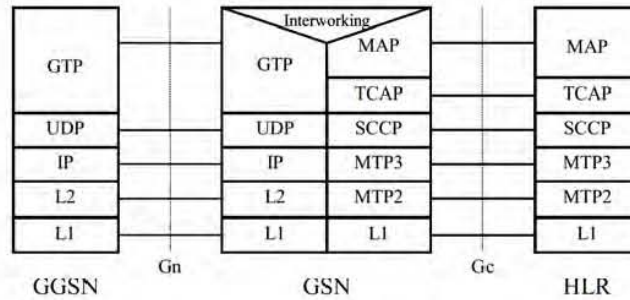 Interworking
GTP
GTP
MAP
MAP
TCAP
TCAP
UDP
UDP
SCCP
SCCP
IP
IP
MTP3
MTP3
L2
L2
MTP2
MTP2
L1
L1
L1
L1
Gn
Gc
GGSN
GSN
HLR